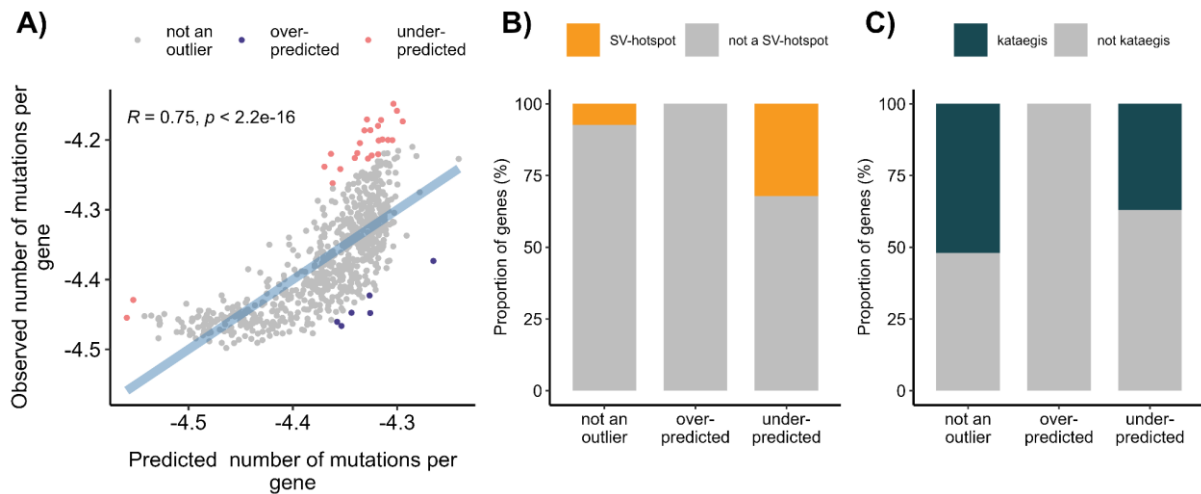 A)
not an
outlier
over-
predicted
under-
predicted
R = 0.75, p < 2.2e-16
Observed number of mutations per
gene
-4.2
-4.3
-4.4
-4.5
-4.5
-4.4
-4.3
Predicted number of mutations per
gene
B)
SV-hotspot
not a SV-hotspot
Proportion of genes (%)
100
75
50
25
0
not an
outlier
over-
predicted
under-
predicted
C)
kataegis
not kataegis
Proportion of genes (%)
100
75
50
25
0
not an
outlier
over-
predicted
under-
predicted